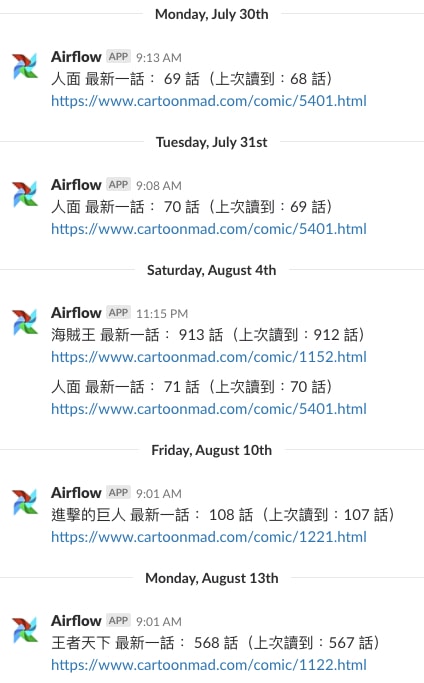 Monday, July 30th
Airflow APP 9:13 AM
人面 最新一話： 69 話（上次讀到：68 話）
https://www.cartoonmad.com/comic/5401.html
Tuesday, July 31st
Airflow APP 9:08 AM
人面 最新一話： 70 話（上次讀到：69 話）
https://www.cartoonmad.com/comic/5401.html
Saturday, August 4th
Airflow APP 11:15 PM
海賊王 最新一話： 913 話（上次讀到：912 話）
https://www.cartoonmad.com/comic/1152.html
人面 最新一話： 71 話（上次讀到：70 話）
https://www.cartoonmad.com/comic/5401.html
Friday, August 10th
Airflow APP 9:01 AM
進擊的巨人 最新一話： 108 話（上次讀到：107 話）
https://www.cartoonmad.com/comic/1221.html
Monday, August 13th
Airflow APP 9:01 AM
王者天下 最新一話： 568 話（上次讀到：567 話）
https://www.cartoonmad.com/comic/1122.html